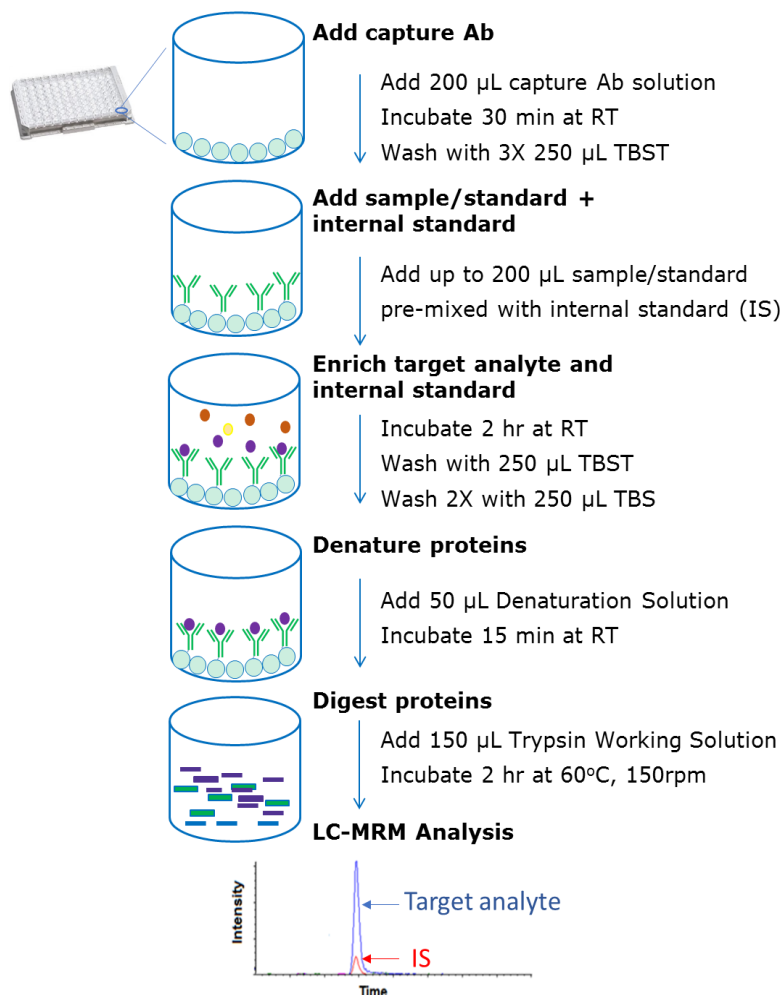 Add capture Ab
Add 200 µL capture Ab solution
Incubate 30 min at RT
Wash with 3X 250 µL TBST
Add sample/standard +
internal standard
Add up to 200 µL sample/standard
pre-mixed with internal standard (IS)
Enrich target analyte and
internal standard
Incubate 2 hr at RT
Wash with 250 µL TBST
Wash 2X with 250 µL TBS
Denature proteins
Add 50 µL Denaturation Solution
Incubate 15 min at RT
Digest proteins
Add 150 µL Trypsin Working Solution
Incubate 2 hr at 60°C, 150rpm
LC-MRM Analysis
Intensity
Target analyte
IS
Time